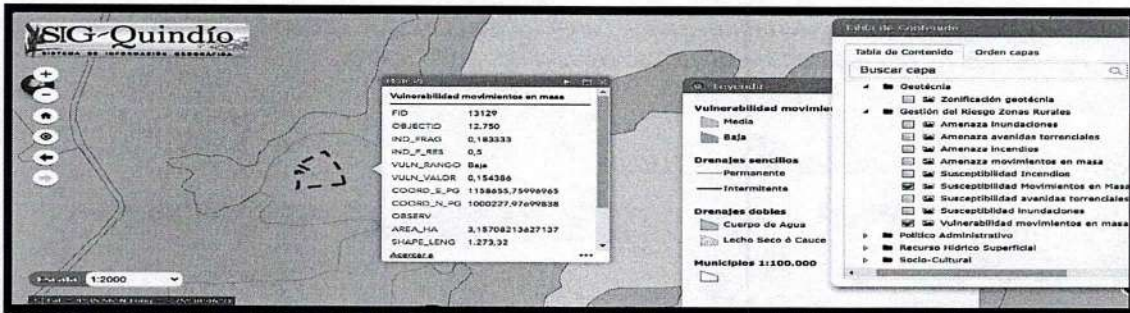 SIG-Quindío
SISTEMA DE INFORMACIÓN GEOGRÁFICA
Escala 1:2000
Vulnerabilidad movimientos en masa
FID 13129
OBJECTID 12.750
IND_FRAG 0,183333
IND_F_RES 0,5
VULN_RANGO Baja
VULN_VALOR 0,154386
COORD_E_PG 1158655,75996965
COORD_N_PG 1000227,97699838
OBSERV
AREA_HA 3,15708213627137
SHAPE_LENG 1.273,32
Acercar a
Leyenda
Vulnerabilidad movimie
Media
Baja
Drenajes sencillos
Permanente
Intermitente
Drenajes dobles
Cuerpo de Agua
Lecho Seco ó Cauce
Municipios 1:100.000
Tabla de Contenido
Tabla de Contenido Orden capas
Buscar capa
Geotécnia
Zonificación geotécnia
Gestión del Riesgo Zonas Rurales
Amenaza inundaciones
Amenaza avenidas torrenciales
Amenaza incendios
Amenaza movimientos en masa
Susceptibilidad Incendios
Susceptibilidad Movimientos en Masa
Susceptibilidad avenidas torrenciales
Susceptibilidad inundaciones
Vulnerabilidad movimientos en masa
Político Administrativo
Recurso Hídrico Superficial
Socio-Cultural